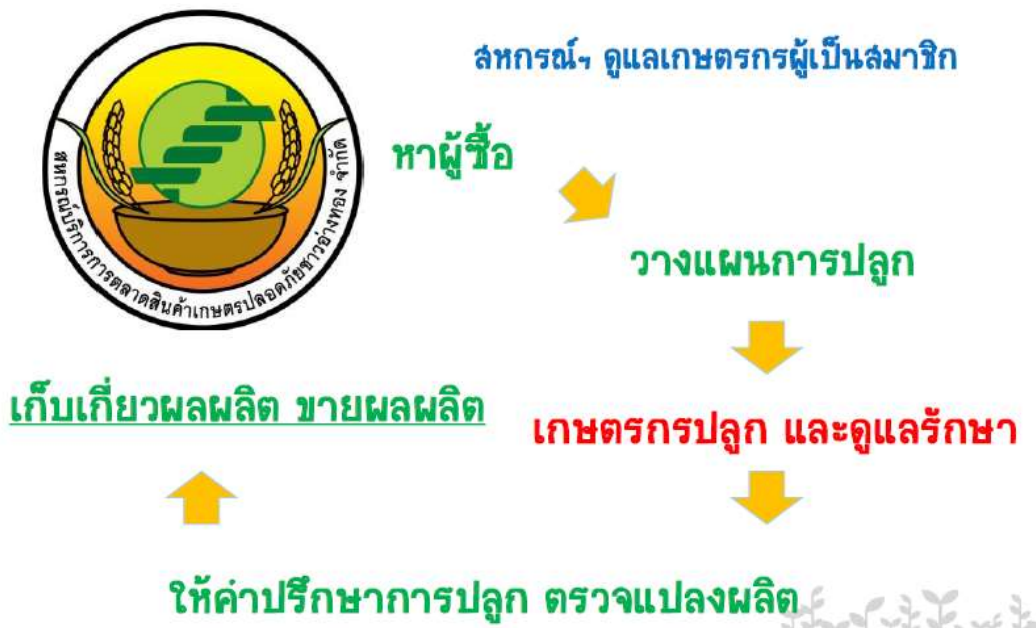 สหกรณ์ฯ ดูแลเกษตรกรผู้เป็นสมาชิก
สหกรณ์บริการการตลาดสินค้าเกษตรปลอดภัยชาวอ่างทอง จำกัด
หาผู้ซื้อ
วางแผนการปลูก
เก็บเกี่ยวผลผลิต ขายผลผลิต
เกษตรกรปลูก และดูแลรักษา
ให้คำปรึกษาการปลูก ตรวจแปลงผลิต